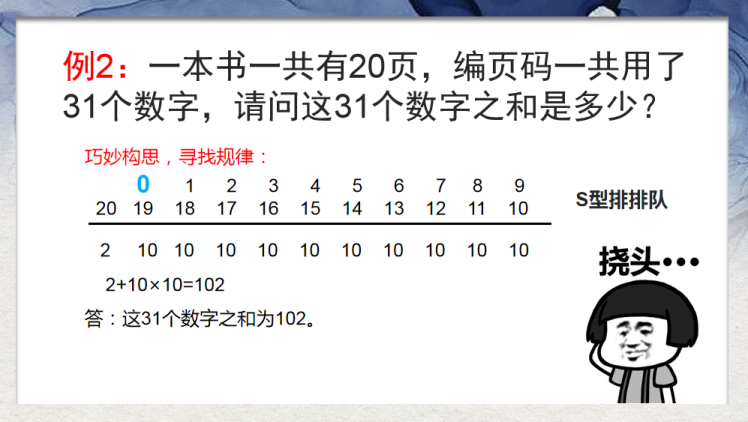 例2：一本书一共有20页，编页码一共用了
31个数字，请问这31个数字之和是多少？
巧妙构思，寻找规律：
0 1 2 3 4 5 6 7 8 9
20 19 18 17 16 15 14 13 12 11 10
S型排排队
2 10 10 10 10 10 10 10 10 10 10
2+10×10=102
答：这31个数字之和为102。
挠头···